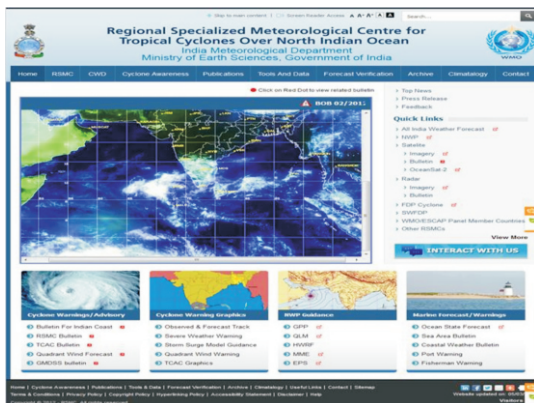 Skip to main content | Screen Reader Access A A- A A+ A A
Search...
Regional Specialized Meteorological Centre for
Tropical Cyclones Over North Indian Ocean
India Meteorological Department
Ministry of Earth Sciences, Government of India
WMO
Home RSMC CWD Cyclone Awareness Publications Tools And Data Forecast Verification Archive Climatalogy Contact
Click on Red Dot to view related bulletin
BOB 02/201
Top News
Press Release
Feedback
Quick Links
All India Weather Forecast
NWP
Satellite
Imagery
Bulletin
OceanSat-2
Radar
Imagery
Bulletin
FDP Cyclone
SWFDP
WMO/ESCAP Panel Member Countries
Other RSMCs
View More
INTERACT WITH US
Cyclone Warnings/Advisory
Bulletin For Indian Coast
RSMC Bulletin
TCAC Bulletin
Quadrant Wind Forecast
GMDSS bulletin
Cyclone Warning Graphics
Observed & Forecast Track
Severe Weather Warning
Storm Surge Model Guidance
Quadrant Wind Warning
TCAC Graphics
NWP Guidance
GPP
QLM
HWRF
MME
EPS
Marine Forecast/Warnings
Ocean State Forecast
Sea Area Bulletin
Coastal Weather Bulletin
Port Warning
Fisherman Warning
Home | Cyclone Awareness | Publications | Tools & Data | Forecast Verification | Archive | Climatalogy | Useful Links | Contact | Sitemap
Terms & Conditions | Privacy Policy | Copyright Policy | Hyperlinking Policy | Accessibility Statement | Disclaimer | Help
Website updated on:
Visitors